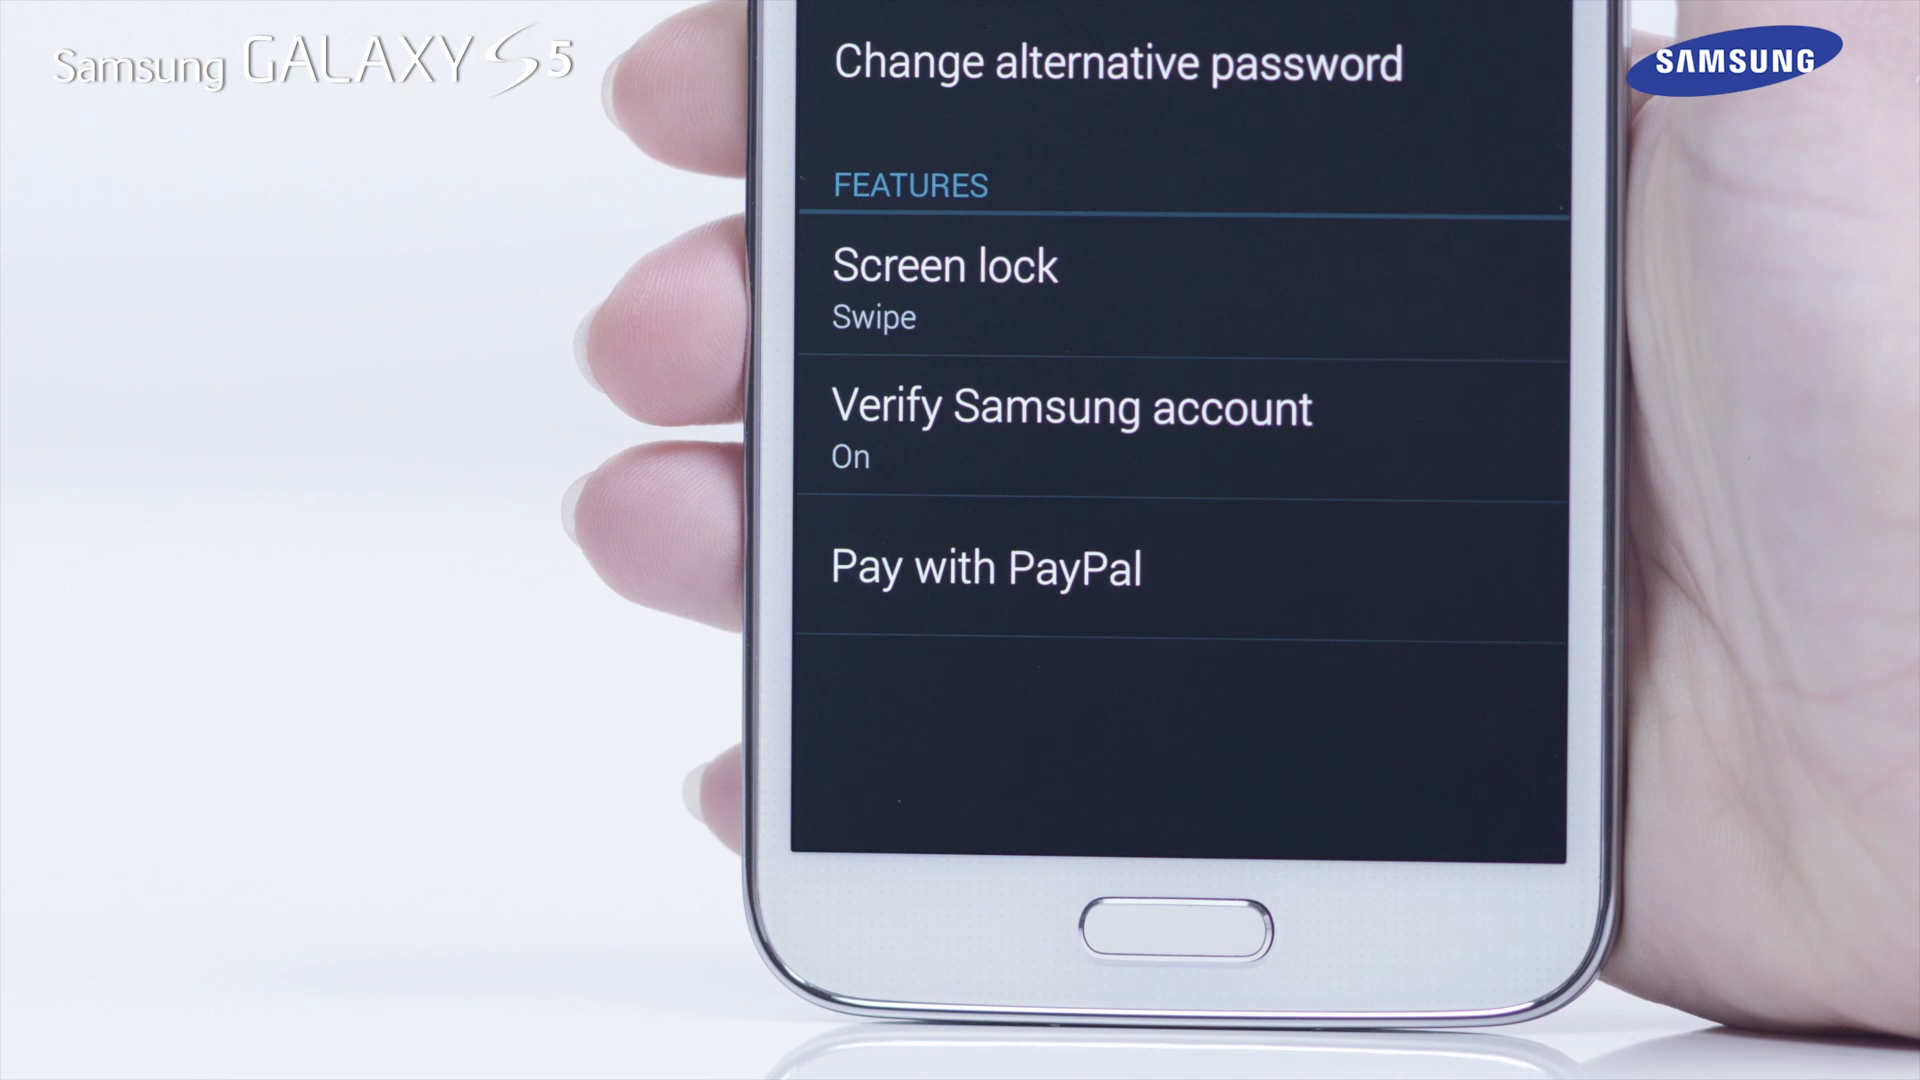 Samsung GALAXY S5
SAMSUNG
Change alternative password
FEATURES
Screen lock
Swipe
Verify Samsung account
On
Pay with PayPal